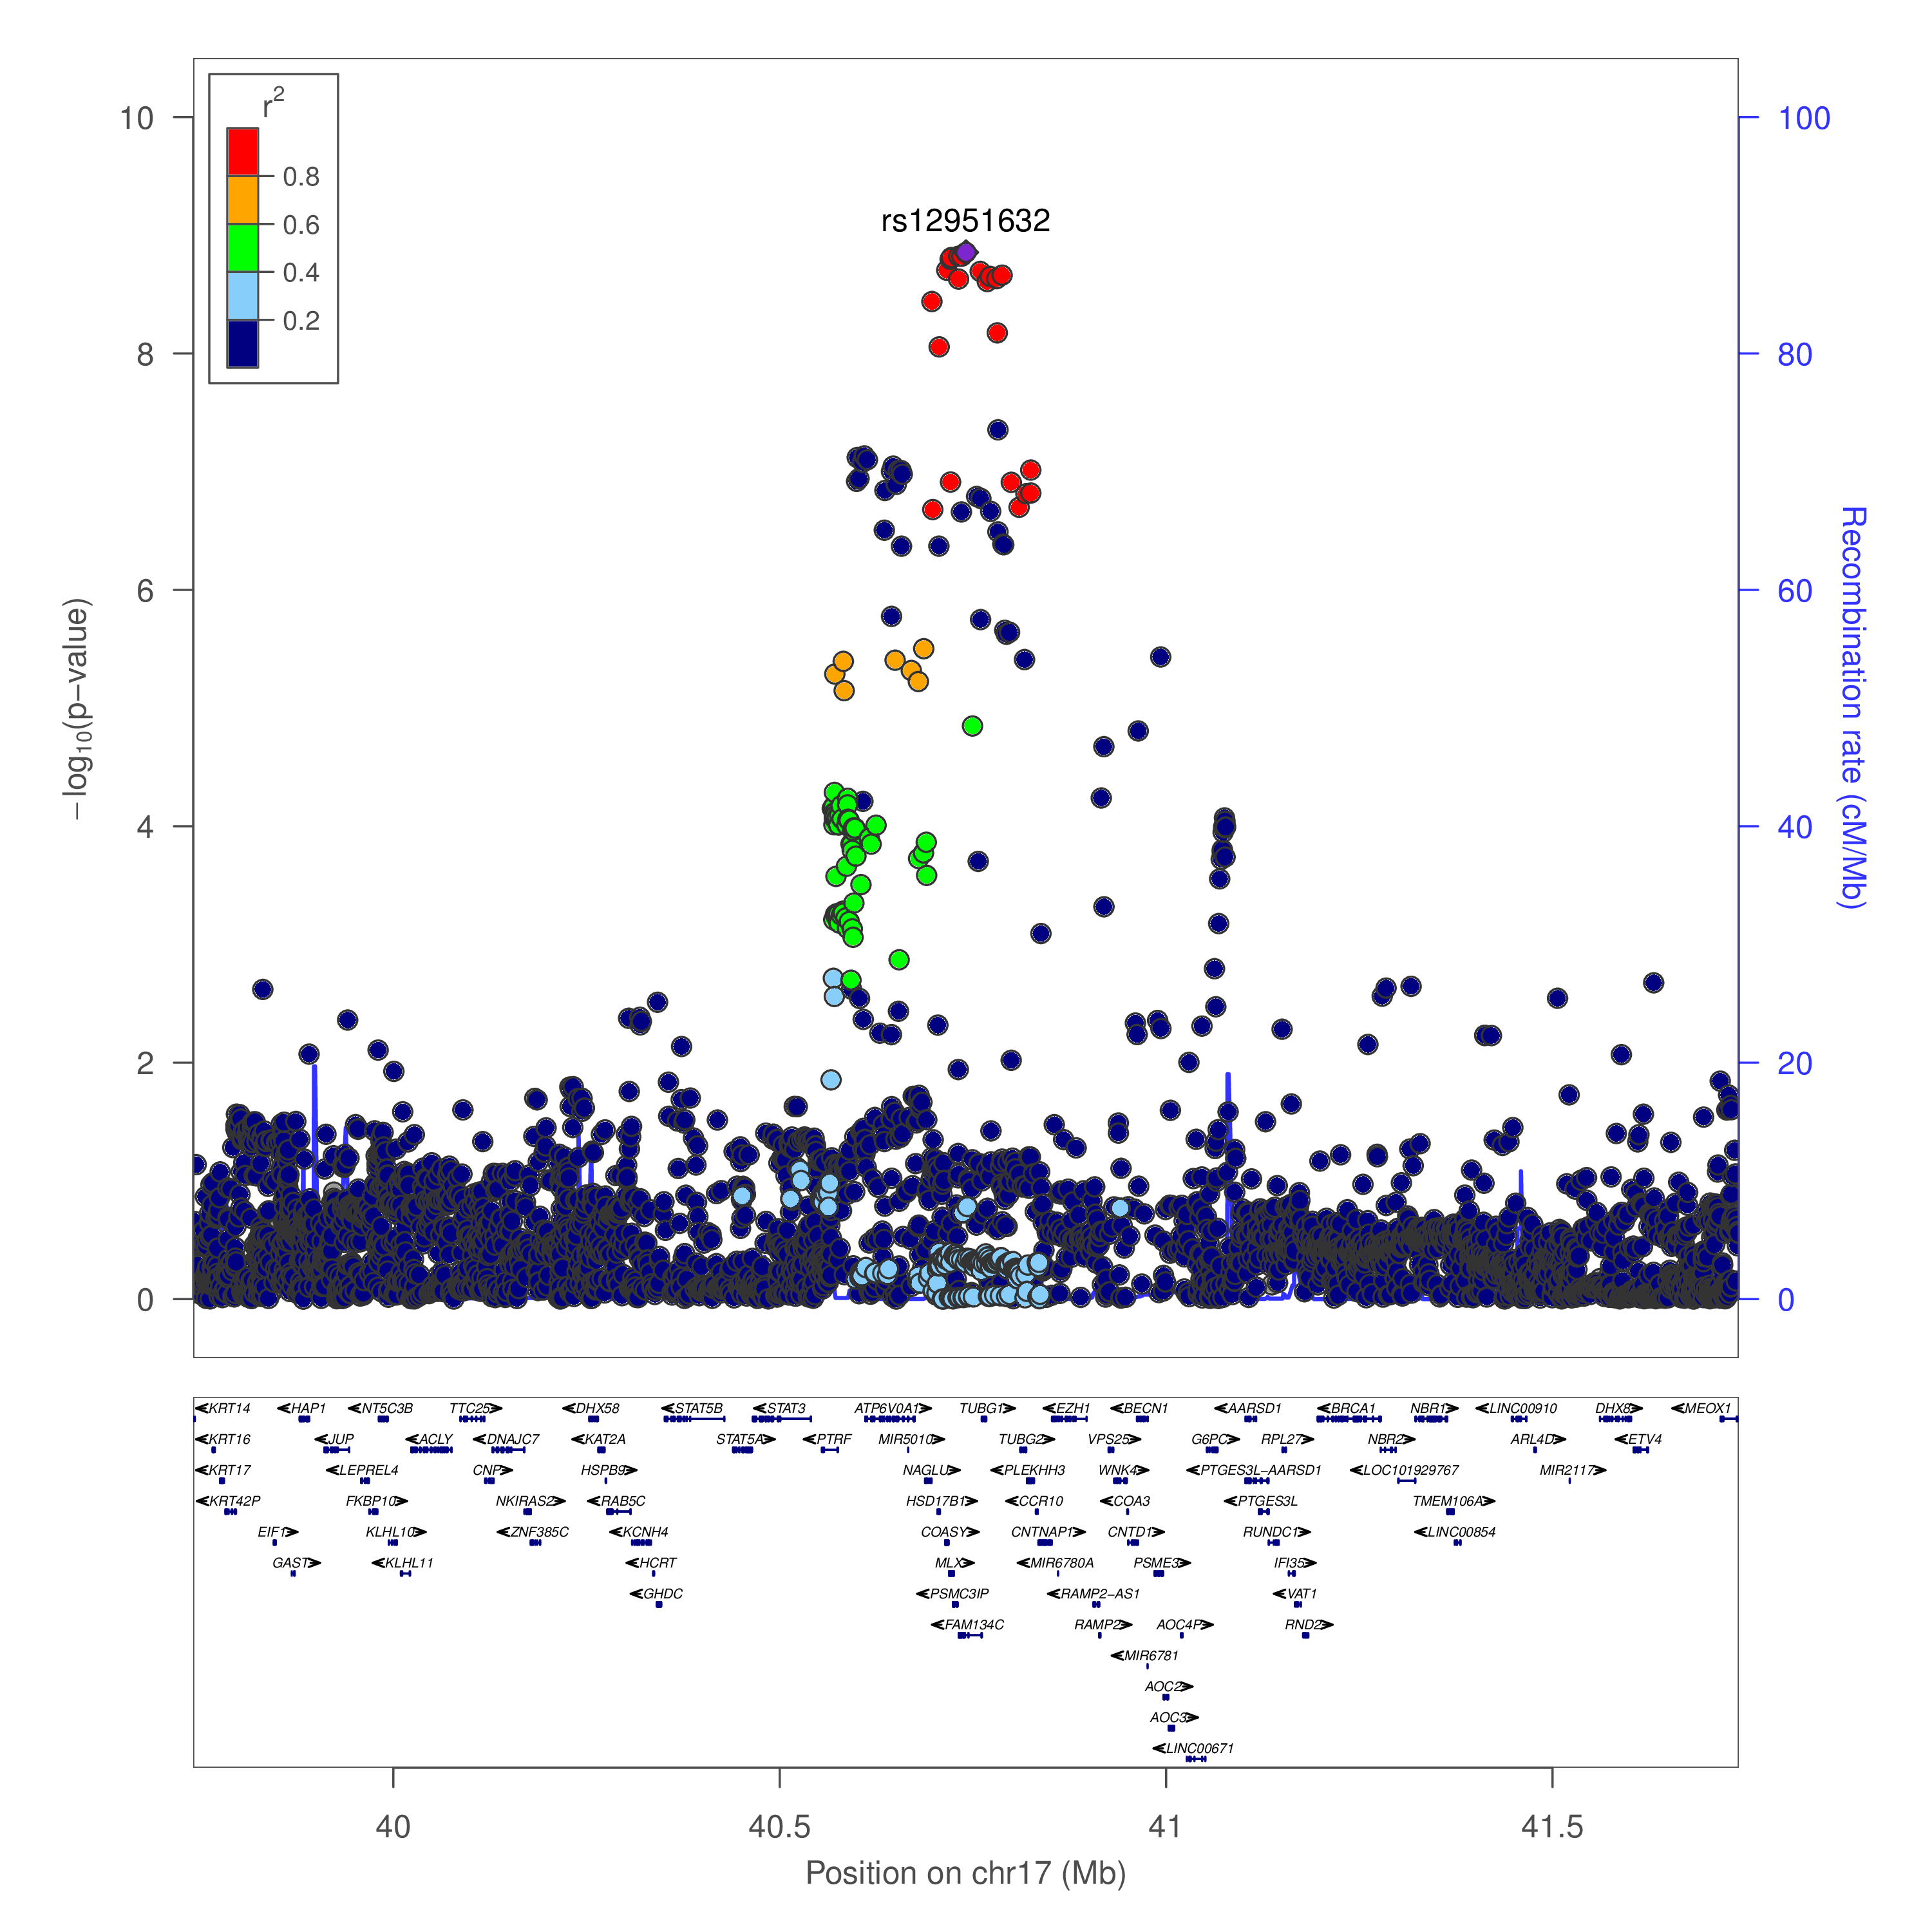 rs12951632
r2
0.8
0.6
0.4
0.2
10
8
6
4
2
0
−log10(p−value)
100
80
60
40
20
0
Recombination rate (cM/Mb)
KRT14 HAP1 NT5C3B TTC25 DHX58 STAT5B STAT3 ATP6V0A1 TUBG1 EZH1 BECN1 AARSD1 BRCA1 NBR1 LINC00910 DHX8 MEOX1
KRT16 JUP ACLY DNAJC7 KAT2A STAT5A PTRF MIR5010 TUBG2 VPS25 G6PC RPL27 NBR2 ARL4D ETV4
KRT17 LEPREL4 CNP HSPB9 NAGLU PLEKHH3 WNK4 PTGES3L−AARSD1 LOC101929767 MIR2117
KRT42P FKBP10 NKIRAS2 RAB5C HSD17B1 CCR10 COA3 PTGES3L TMEM106A
EIF1 KLHL10 ZNF385C KCNH4 COASY CNTNAP1 CNTD1 RUNDC1 LINC00854
GAST KLHL11 HCRT MLX MIR6780A PSME3 IFI35
GHDC PSMC3IP RAMP2−AS1 VAT1
FAM134C RAMP2 AOC4P RND2
MIR6781
AOC2
AOC3
LINC00671
40 40.5 41 41.5
Position on chr17 (Mb)